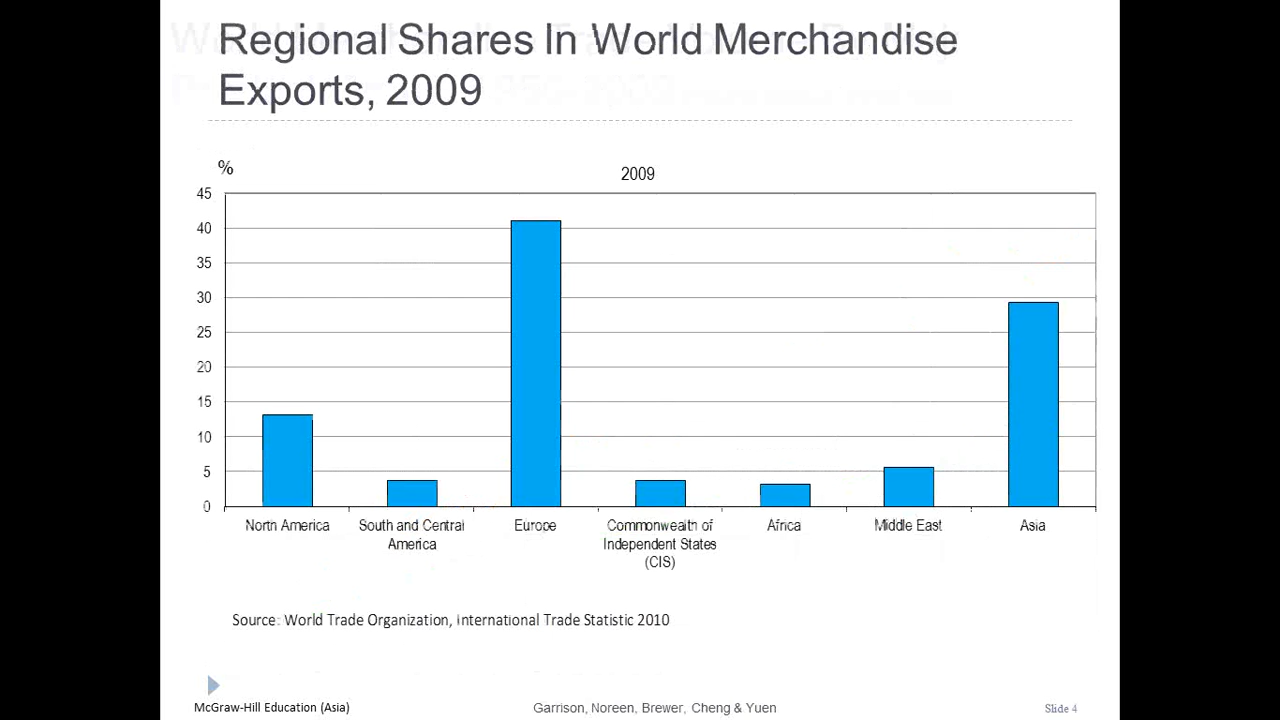 Regional Shares In World Merchandise
Exports, 2009
%
2009
45
40
35
30
25
20
15
10
5
0
North America
South and Central
America
Europe
Commonwealth of
Independent States
(CIS)
Africa
Middle East
Asia
Source: World Trade Organization, International Trade Statistic 2010
McGraw-Hill Education (Asia)
Garrison, Noreen, Brewer, Cheng & Yuen
Slide 4